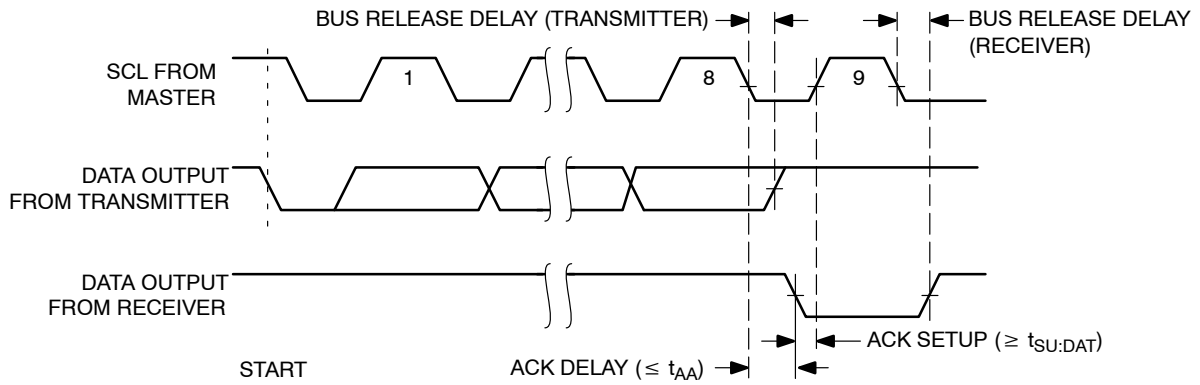 BUS RELEASE DELAY (TRANSMITTER)
BUS RELEASE DELAY
(RECEIVER)
SCL FROM
MASTER
1
8
9
DATA OUTPUT
FROM TRANSMITTER
DATA OUTPUT
FROM RECEIVER
START
ACK DELAY (≤ tAA)
ACK SETUP (≥ tSU:DAT)